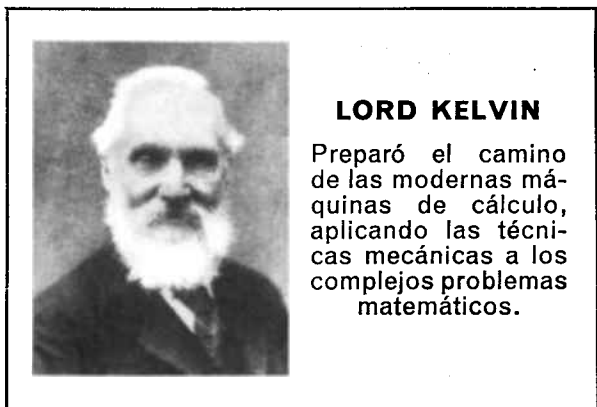 LORD KELVIN
Preparó el camino
de las modernas má-
quinas de cálculo,
aplicando las técni-
cas mecánicas a los
complejos problemas
matemáticos.